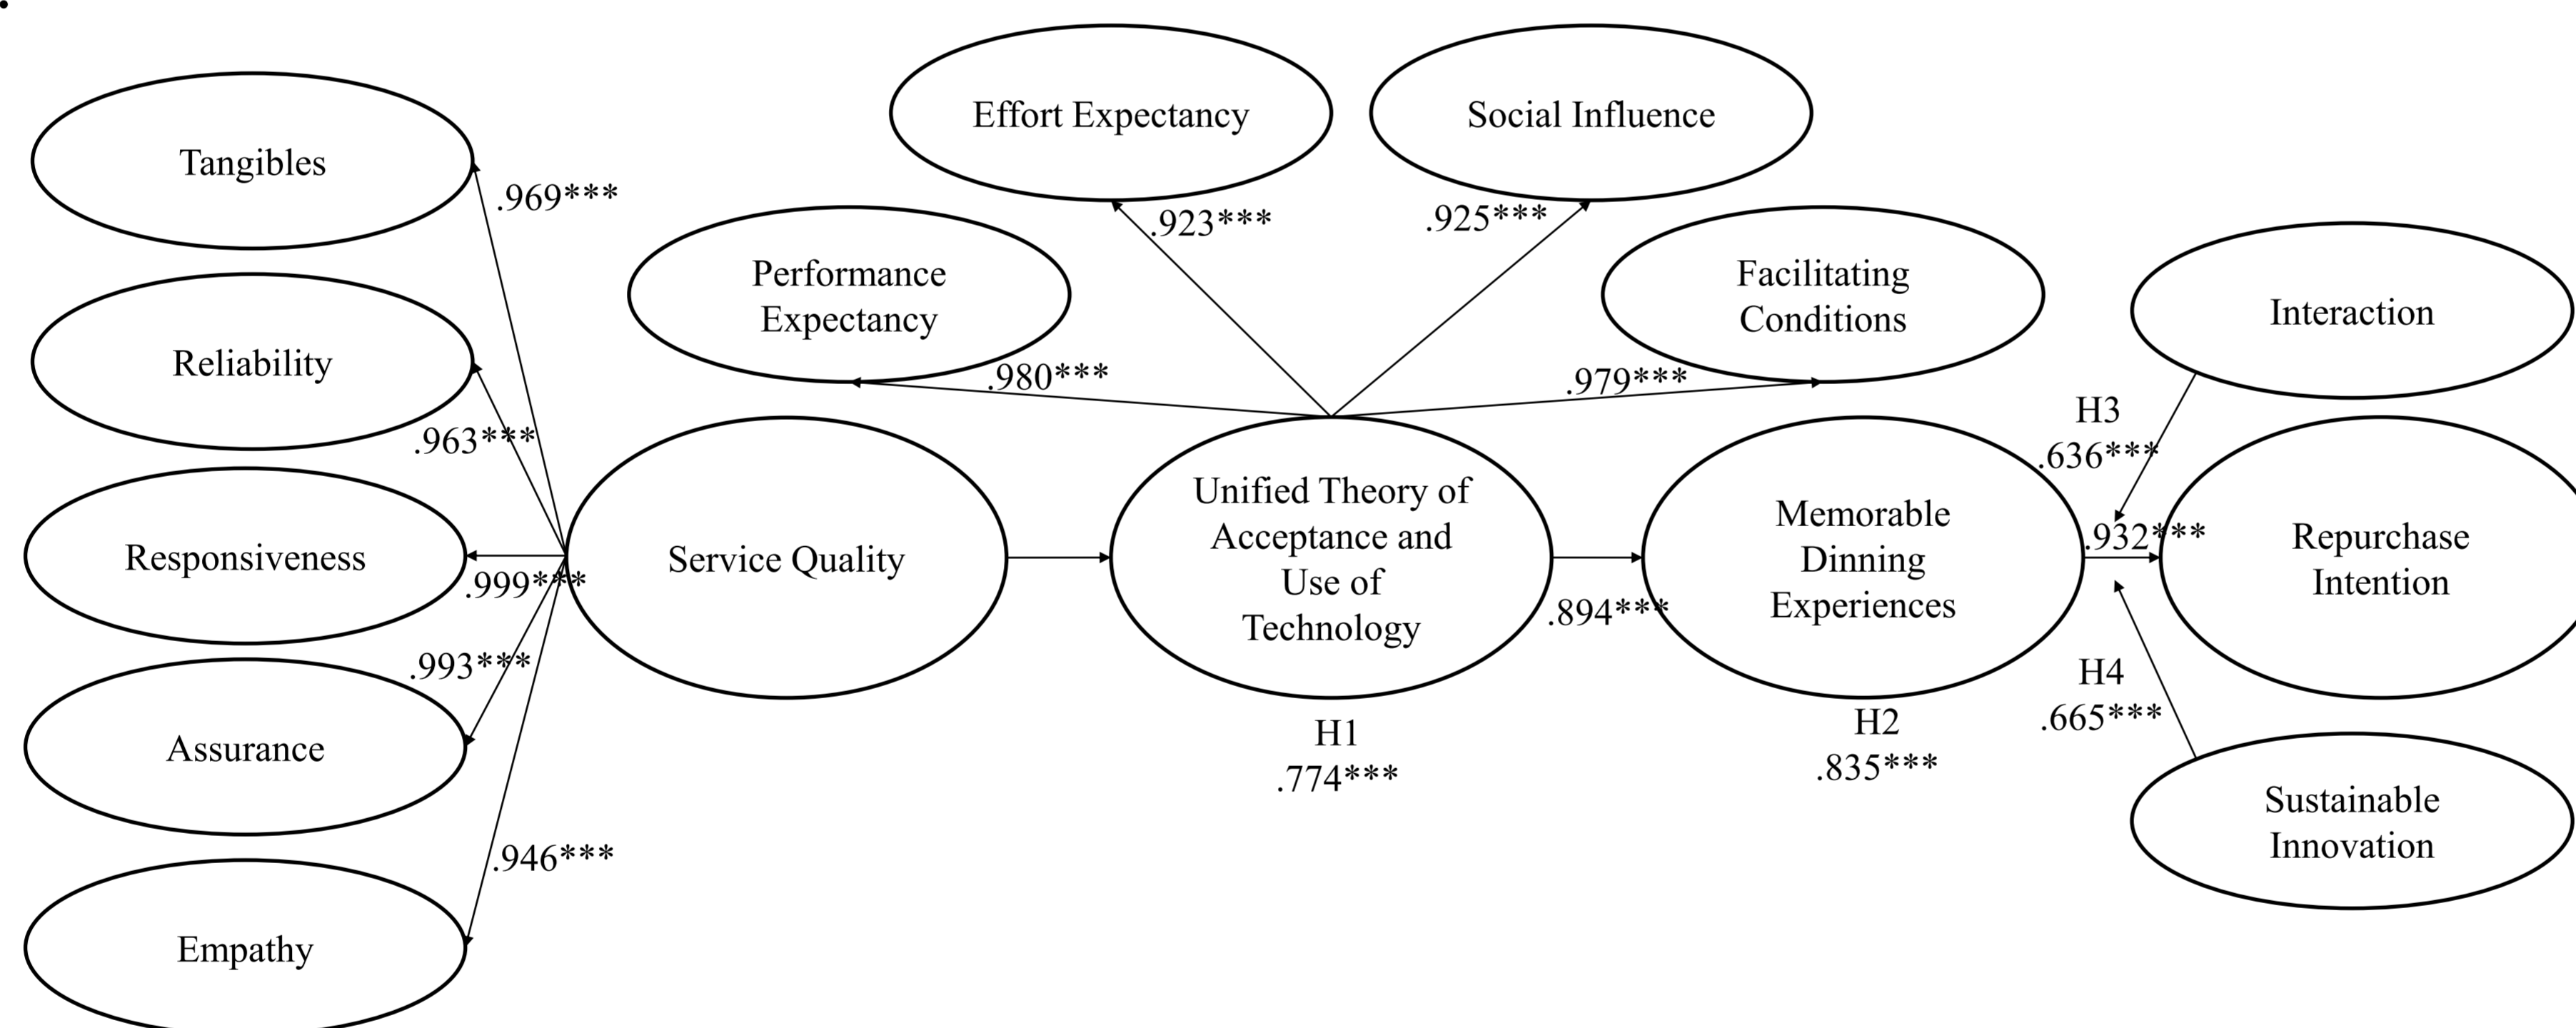 Effort Expectancy
Social Influence
Tangibles
.969***
.923***
.925***
Performance
Expectancy
Facilitating
Conditions
Interaction
Reliability
.980***
.979***
H3
.963***
.636***
Unified Theory of
Acceptance and
Use of
Technology
Memorable
Dinning
Experiences
.932***
Repurchase
Intention
Responsiveness
Service Quality
.999***
.894***
.993***
H4
.665***
Assurance
H1
.774***
H2
.835***
Sustainable
Innovation
.946***
Empathy